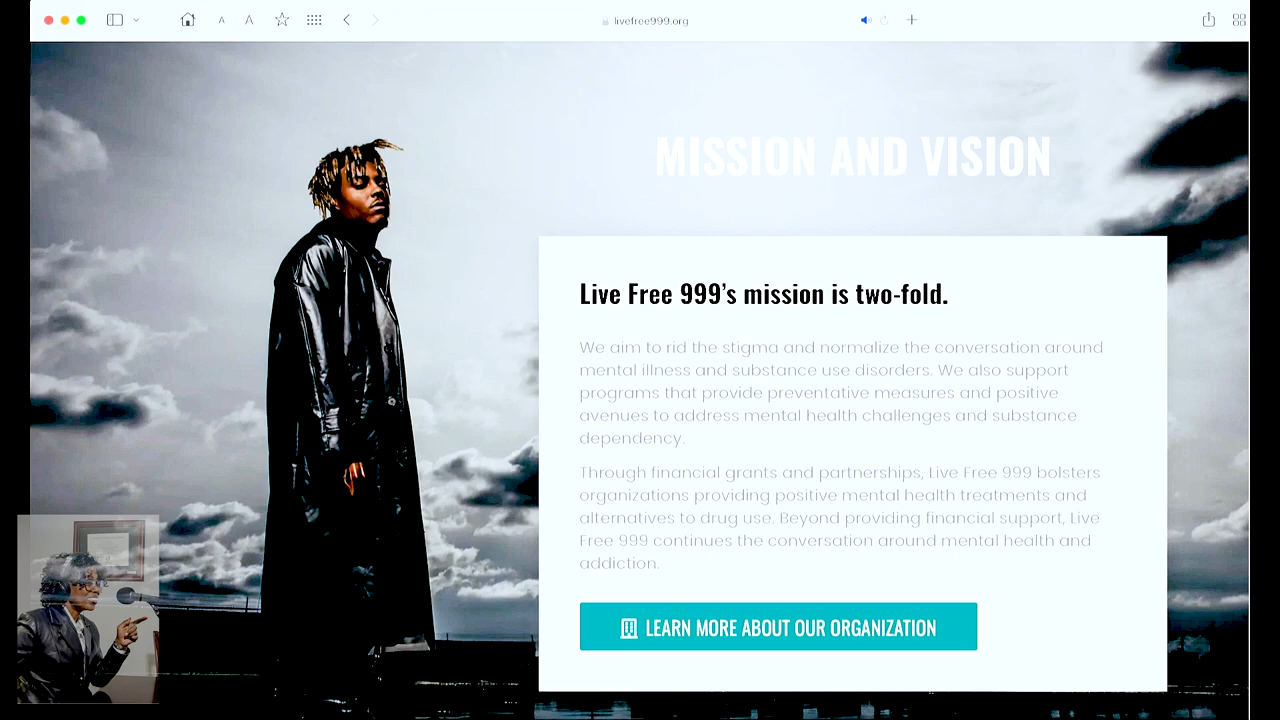 livefree999.org
MISSION AND VISION
Live Free 999's mission is two-fold.
We aim to rid the stigma and normalize the conversation around
mental illness and substance use disorders. We also support
programs that provide preventative measures and positive
avenues to address mental health challenges and substance
dependency.
Through financial grants and partnerships, Live Free 999 bolsters
organizations providing positive mental health treatments and
alternatives to drug use. Beyond providing financial support, Live
Free 999 continues the conversation around mental health and
addiction.
LEARN MORE ABOUT OUR ORGANIZATION